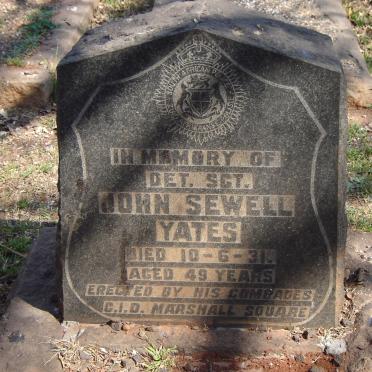 IN MEMORY OF
DET. SGT.
JOHN SEWELL
YATES
DIED 10-6-31.
AGED 49 YEARS
ERECTED BY HIS COMRADES
C.I.D. MARSHALL SQUARE